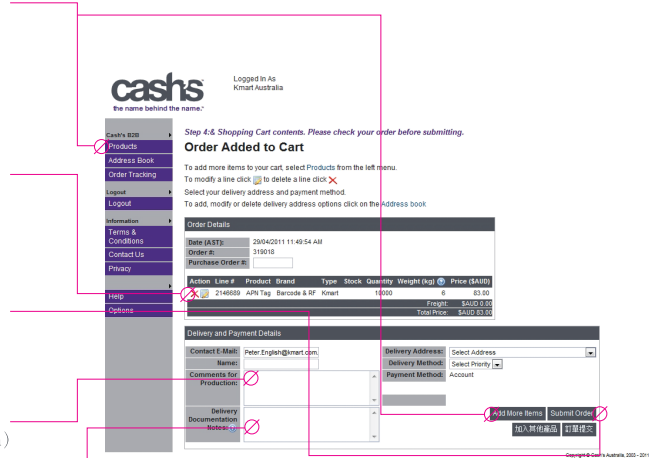 cash's
the name behind the name.
Logged In As
Kmart Australia
Cash's B2B
Products
Address Book
Order Tracking
Logout
Logout
Information
Terms &
Conditions
Contact Us
Privacy
Help
Options
Step 4:& Shopping Cart contents. Please check your order before submitting.
Order Added to Cart
To add more items to your cart, select Products from the left menu.
To modify a line click to delete a line click
Select your delivery address and payment method.
To add, modify or delete delivery address options click on the Address book
Order Details
Date (AST): 29/04/2011 11:49:54 AM
Order #: 319018
Purchase Order #:
Action Line # Product Brand Type Stock Quantity Weight (kg) Price ($AUD)
2146689 APN Tag Barcode & RF Kmart 10000 6 83.00
Freight: $AUD 0.00
Total Price: $AUD 83.00
Delivery and Payment Details
Contact E-Mail: Peter.English@kmart.com. Delivery Address: Select Address
Name: Delivery Method: Select Priority
Comments for Payment Method: Account
Production:
Delivery
Documentation
Notes:
Add More Items Submit Order
加入其他產品 訂單提交
Copyright © Cash's Australia, 2003 - 2011
)